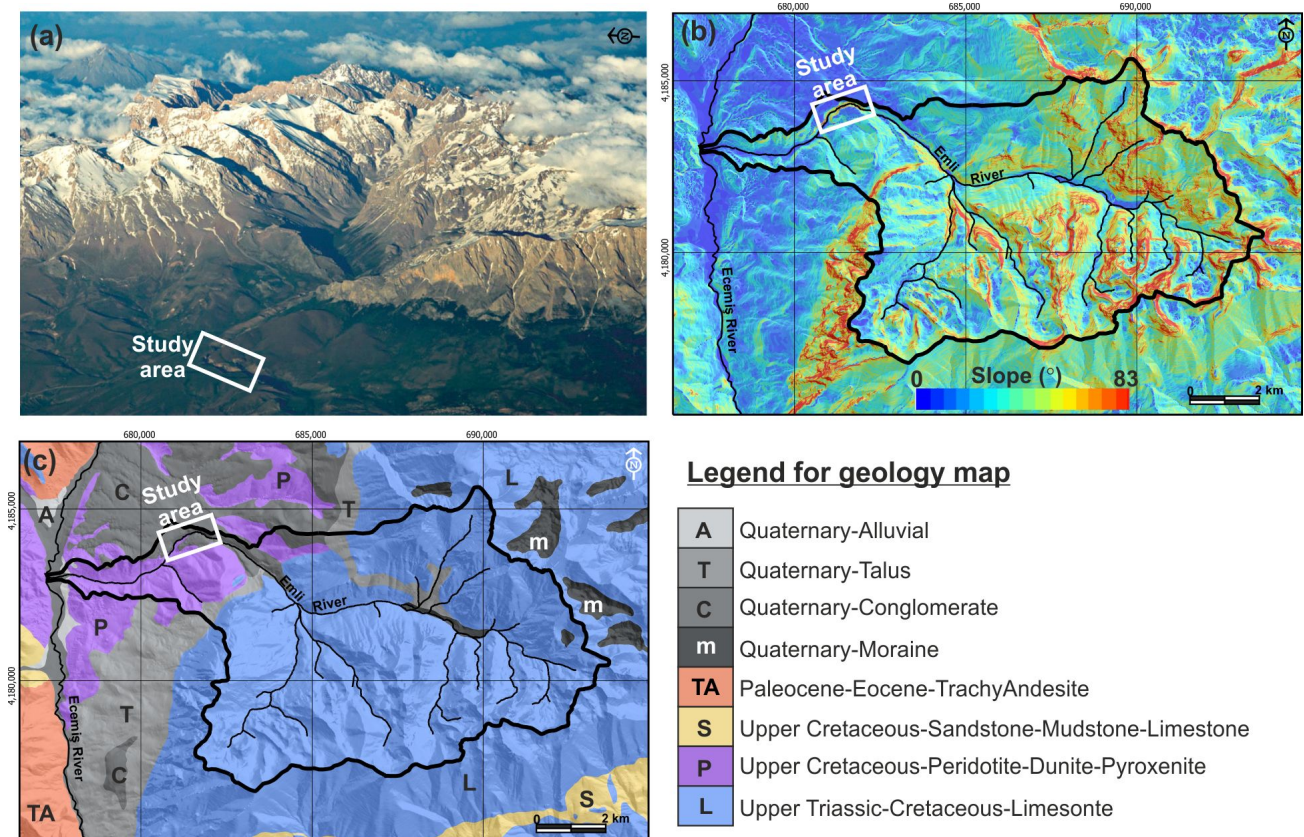 (a)
N
Study
area
(b)
680,000
685,000
690,000
N
4,185,000
4,180,000
Study
area
Emli
River
Ecemiş River
0
Slope (°)
83
0
2 km
(c)
680,000
685,000
690,000
N
4,185,000
4,180,000
A
C
P
T
L
Study
area
m
m
Emli
River
P
T
C
Ecemiş River
TA
L
S
0
2 km
Legend for geology map
A Quaternary-Alluvial
T Quaternary-Talus
C Quaternary-Conglomerate
m Quaternary-Moraine
TA Paleocene-Eocene-TrachyAndesite
S Upper Cretaceous-Sandstone-Mudstone-Limestone
P Upper Cretaceous-Peridotite-Dunite-Pyroxenite
L Upper Triassic-Cretaceous-Limesonte